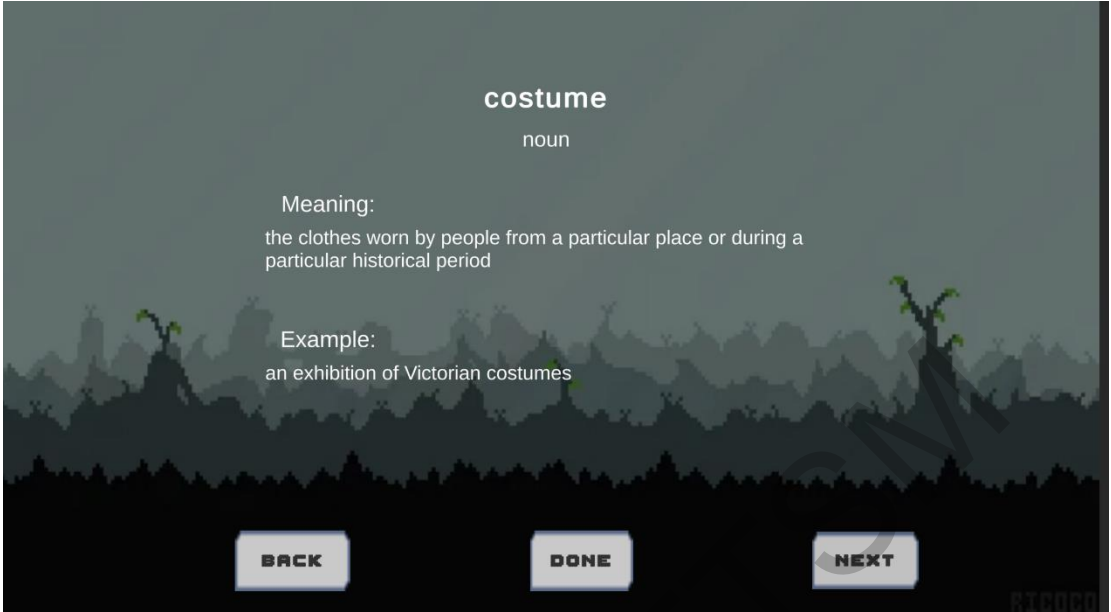 costume
noun
Meaning:
the clothes worn by people from a particular place or during a
particular historical period
Example:
an exhibition of Victorian costumes
BACK
DONE
NEXT
TSM